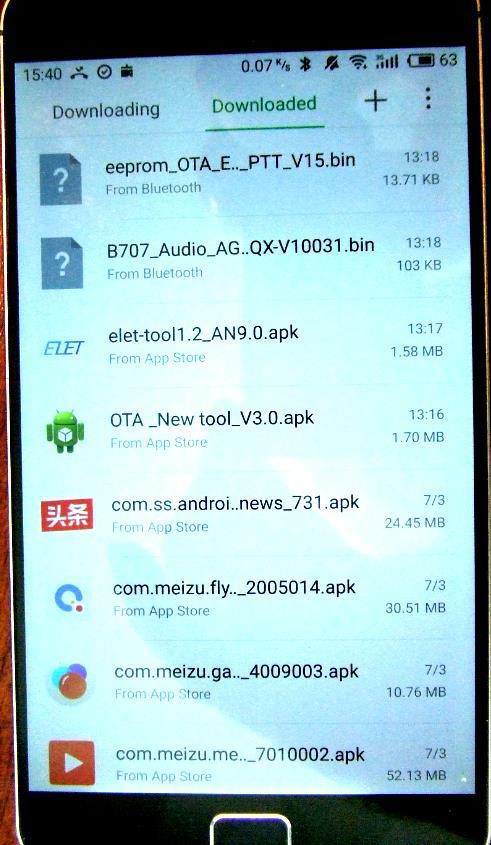 15:40 0.07 K/s 3G 63
Downloading Downloaded
eeprom_OTA_E.._PTT_V15.bin 13:18
From Bluetooth 13.71 KB
B707_Audio_AG..QX-V10031.bin 13:18
From Bluetooth 103 KB
ELET elet-tool1.2_AN9.0.apk 13:17
From App Store 1.58 MB
OTA _New tool_V3.0.apk 13:16
From App Store 1.70 MB
头条 com.ss.androi..news_731.apk 7/3
From App Store 24.45 MB
com.meizu.fly.._2005014.apk 7/3
From App Store 30.51 MB
com.meizu.ga.._4009003.apk 7/3
From App Store 10.76 MB
com.meizu.me.._7010002.apk 7/3
From App Store 52.13 MB